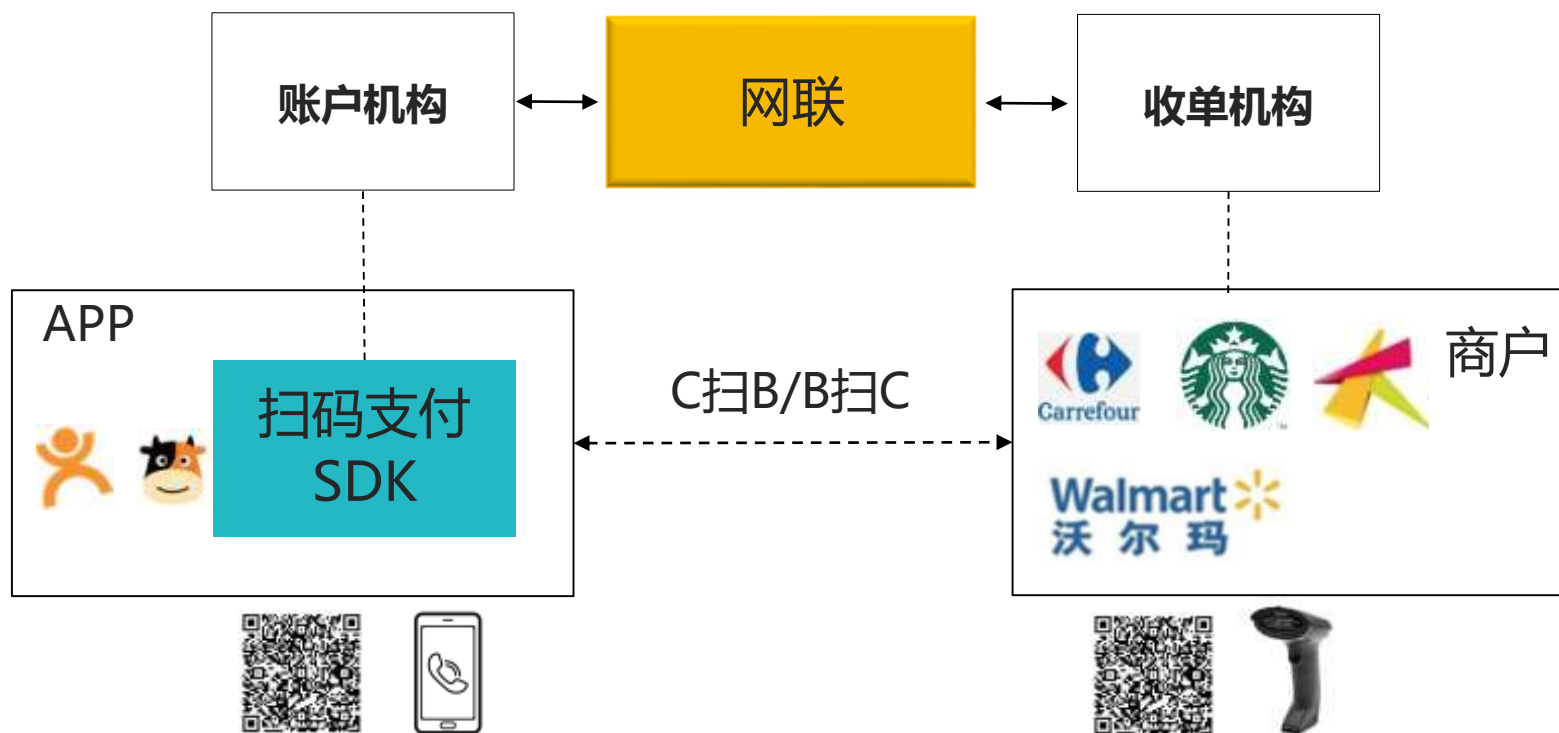 账户机构
网联
收单机构
APP
扫码支付
SDK
C扫B/B扫C
商户
Carrefour
Walmart
沃尔玛